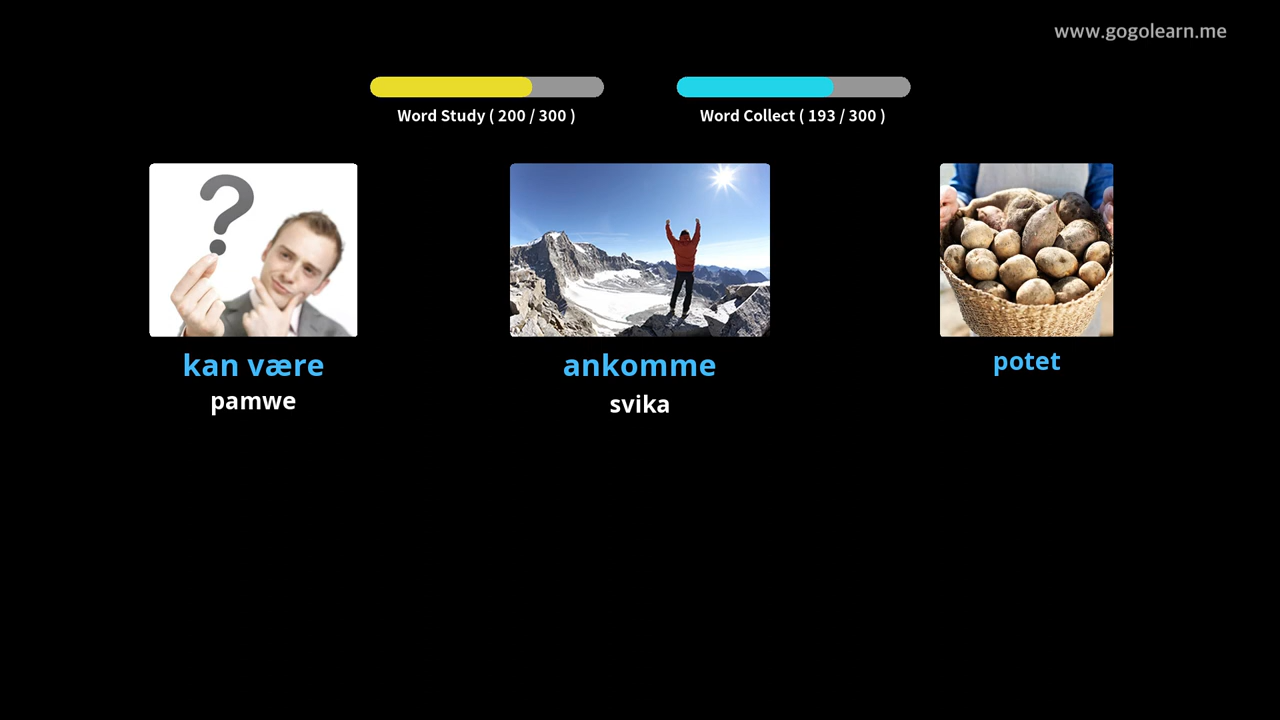 www.gogolearn.me
Word Study ( 200 / 300 )
Word Collect ( 193 / 300 )
kan være
pamwe
ankomme
svika
potet